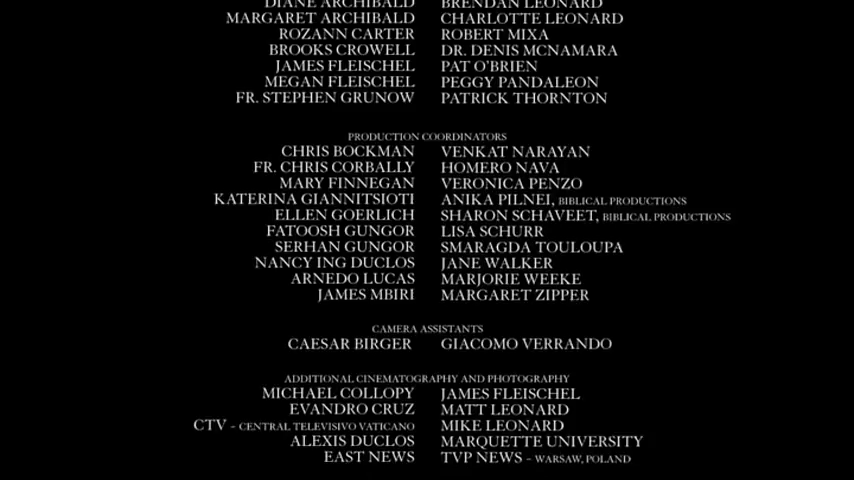 DIANE ARCHIBALD BRENDAN LEONARD
MARGARET ARCHIBALD CHARLOTTE LEONARD
ROZANN CARTER ROBERT MIXA
BROOKS CROWELL DR. DENIS MCNAMARA
JAMES FLEISCHEL PAT O'BRIEN
MEGAN FLEISCHEL PEGGY PANDALEON
FR. STEPHEN GRUNOW PATRICK THORNTON
PRODUCTION COORDINATORS
CHRIS BOCKMAN VENKAT NARAYAN
FR. CHRIS CORBALLY HOMERO NAVA
MARY FINNEGAN VERONICA PENZO
KATERINA GIANNITSIOTI ANIKA PILNEI, BIBLICAL PRODUCTIONS
ELLEN GOERLICH SHARON SCHAVEET, BIBLICAL PRODUCTIONS
FATOOSH GUNGOR LISA SCHURR
SERHAN GUNGOR SMARAGDA TOULOUPA
NANCY ING DUCLOS JANE WALKER
ARNEDO LUCAS MARJORIE WEEKE
JAMES MBIRI MARGARET ZIPPER
CAMERA ASSISTANTS
CAESAR BIRGER GIACOMO VERRANDO
ADDITIONAL CINEMATOGRAPHY AND PHOTOGRAPHY
MICHAEL COLLOPY JAMES FLEISCHEL
EVANDRO CRUZ MATT LEONARD
CTV - CENTRAL TELEVISIVO VATICANO MIKE LEONARD
ALEXIS DUCLOS MARQUETTE UNIVERSITY
EAST NEWS TVP NEWS - WARSAW, POLAND